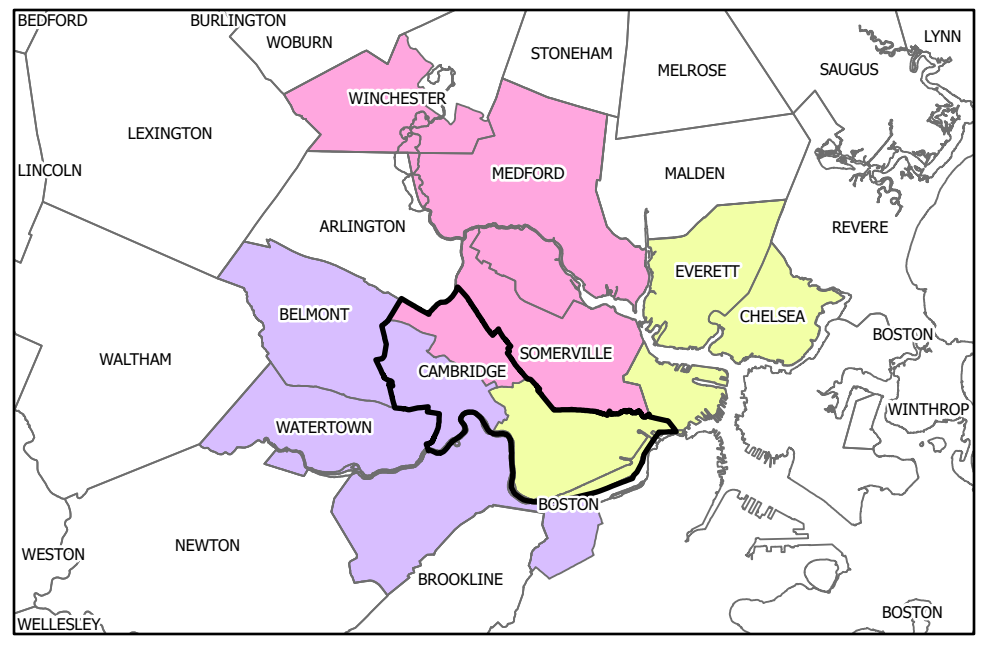 BEDFORD
BURLINGTON
WOBURN
LYNN
STONEHAM
MELROSE
SAUGUS
WINCHESTER
LEXINGTON
LINCOLN
MEDFORD
MALDEN
ARLINGTON
REVERE
EVERETT
BELMONT
CHELSEA
BOSTON
WALTHAM
SOMERVILLE
CAMBRIDGE
WINTHROP
WATERTOWN
BOSTON
NEWTON
WESTON
BROOKLINE
BOSTON
WELLESLEY